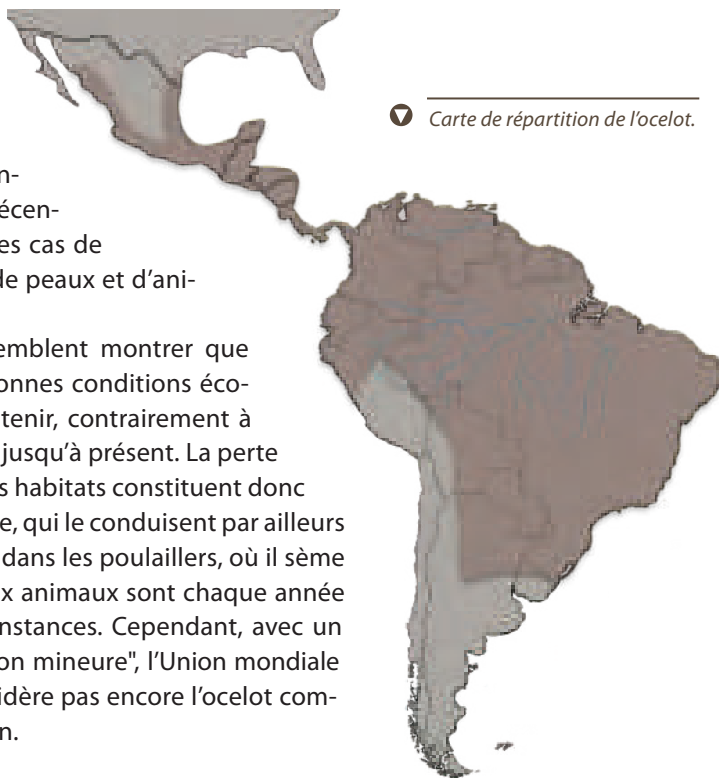 Carte de répartition de l’ocelot.
n-
écen-
es cas de
de peaux et d’ani-
emblent montrer que
onnes conditions éco-
tenir, contrairement à
jusqu’à présent. La perte
s habitats constituent donc
e, qui le conduisent par ailleurs
dans les poulaillers, où il sème
x animaux sont chaque année
nstances. Cependant, avec un
on mineure", l’Union mondiale
idère pas encore l’ocelot com-
n.